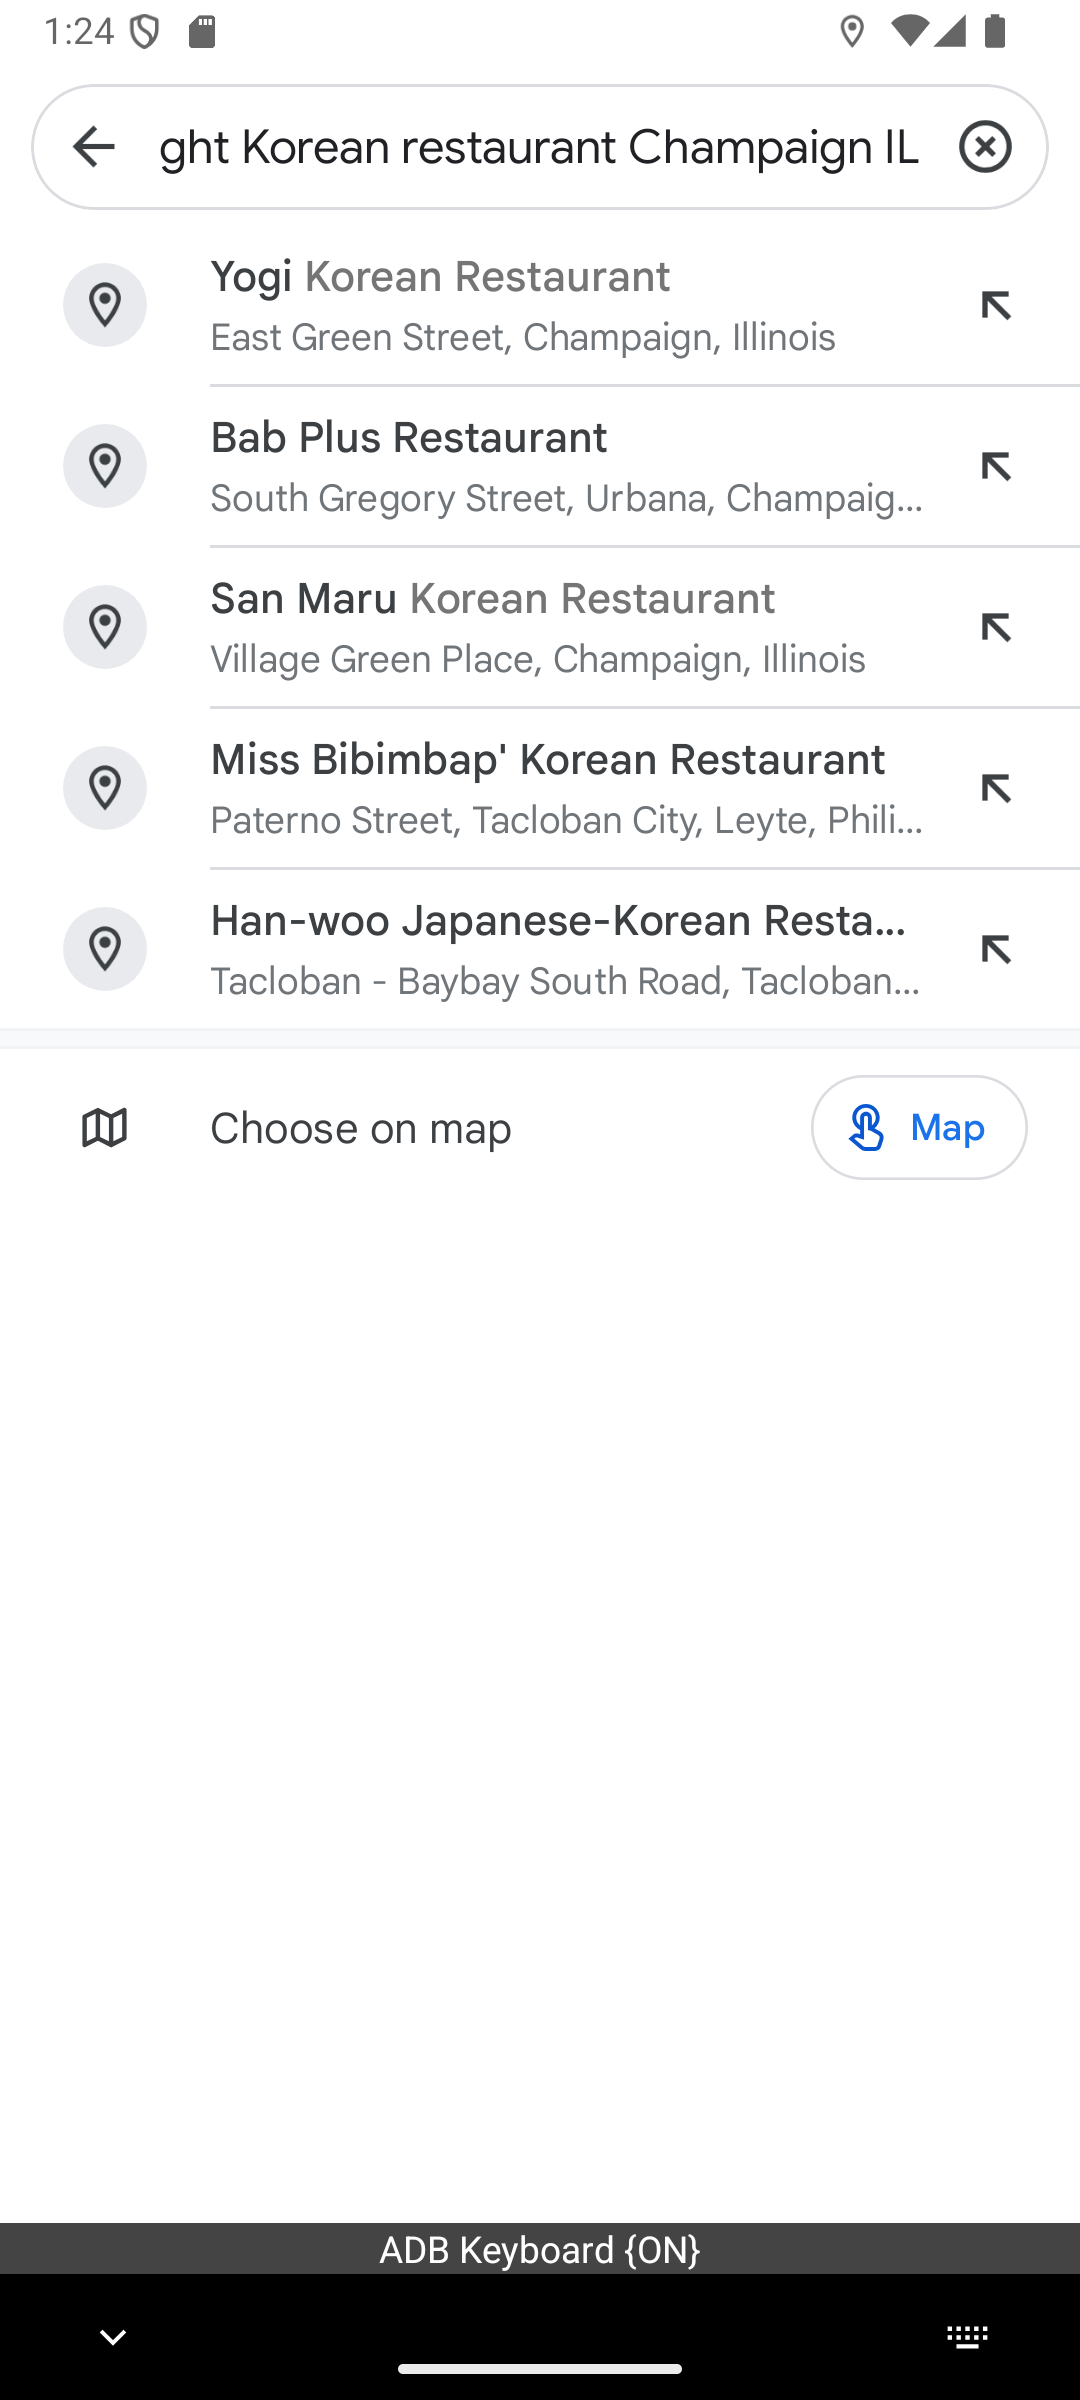 1:24
ght Korean restaurant Champaign IL
Yogi Korean Restaurant
East Green Street, Champaign, Illinois
Bab Plus Restaurant
South Gregory Street, Urbana, Champaig...
San Maru Korean Restaurant
Village Green Place, Champaign, Illinois
Miss Bibimbap' Korean Restaurant
Paterno Street, Tacloban City, Leyte, Phili...
Han-woo Japanese-Korean Resta...
Tacloban - Baybay South Road, Tacloban...
Choose on map
Map
ADB Keyboard {ON}